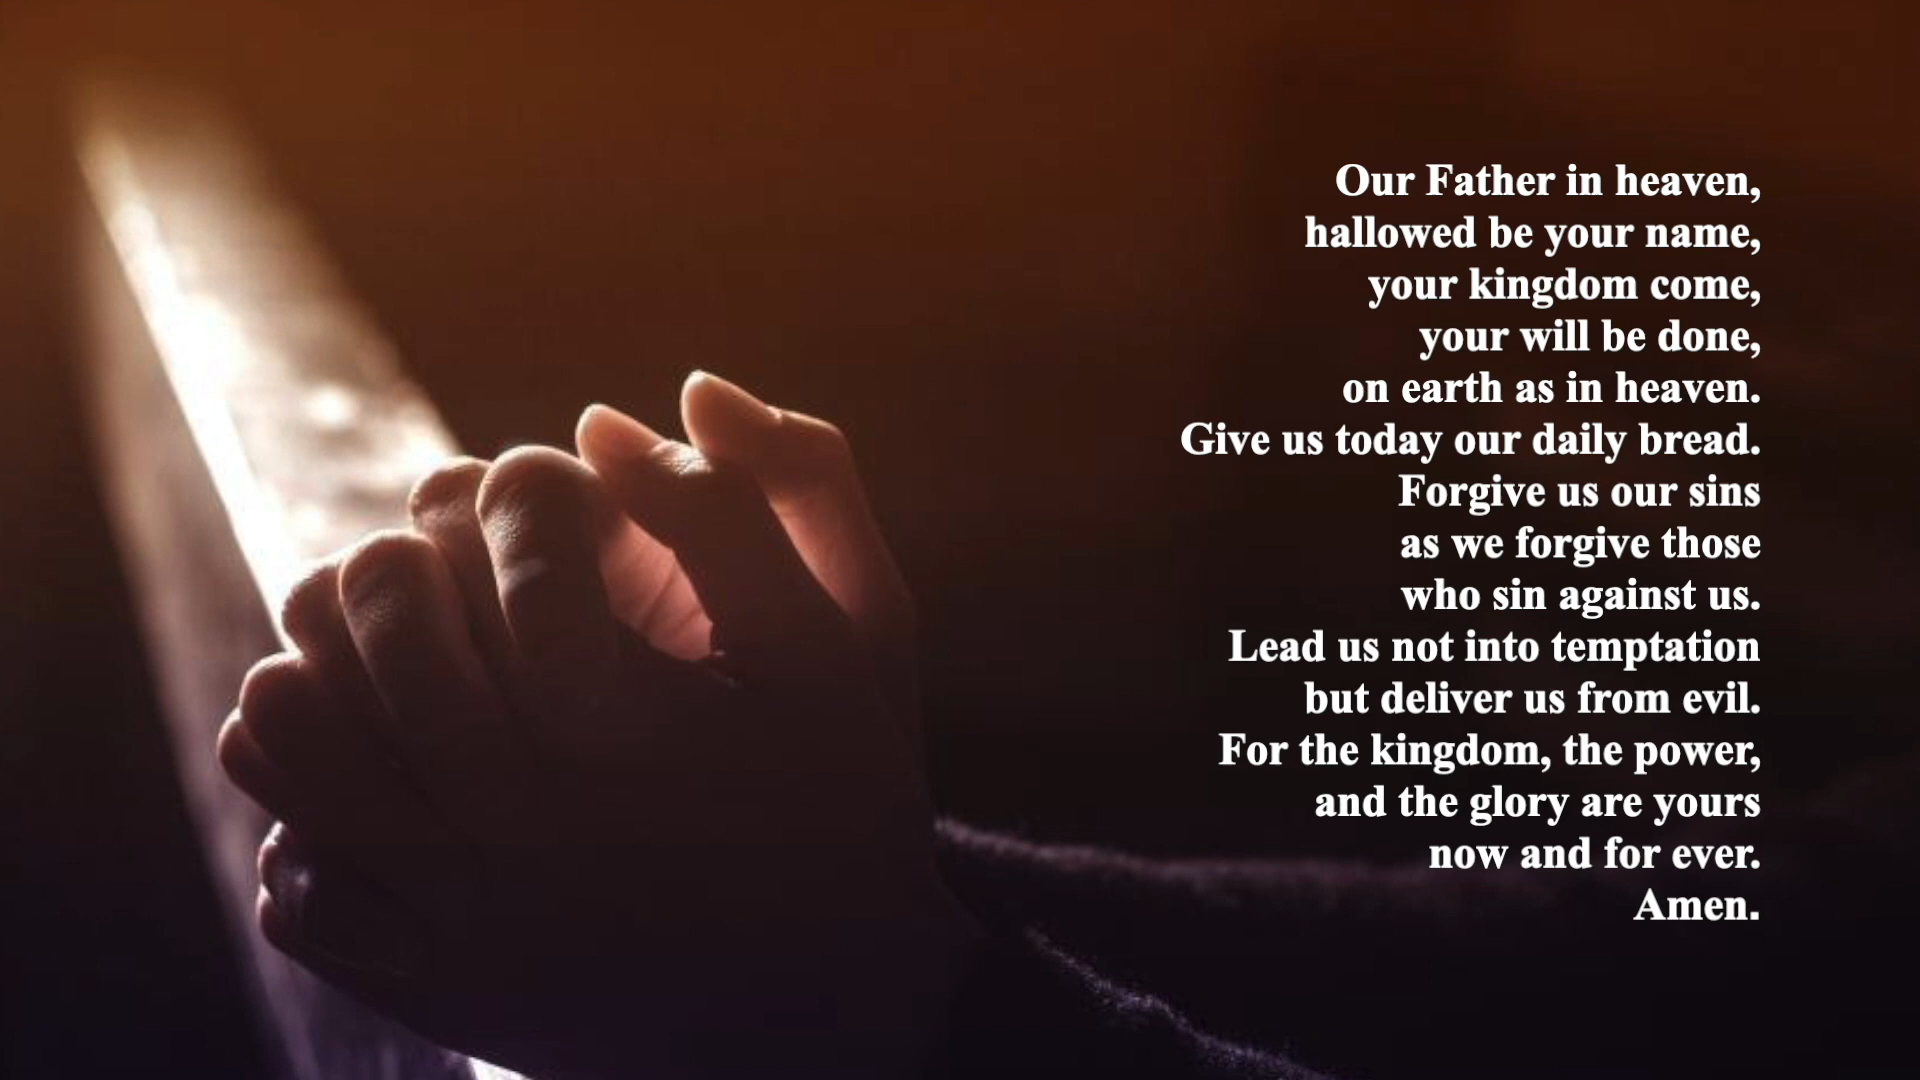 Our Father in heaven,
hallowed be your name,
your kingdom come,
your will be done,
on earth as in heaven.
Give us today our daily bread.
Forgive us our sins
as we forgive those
who sin against us.
Lead us not into temptation
but deliver us from evil.
For the kingdom, the power,
and the glory are yours
now and for ever.
Amen.